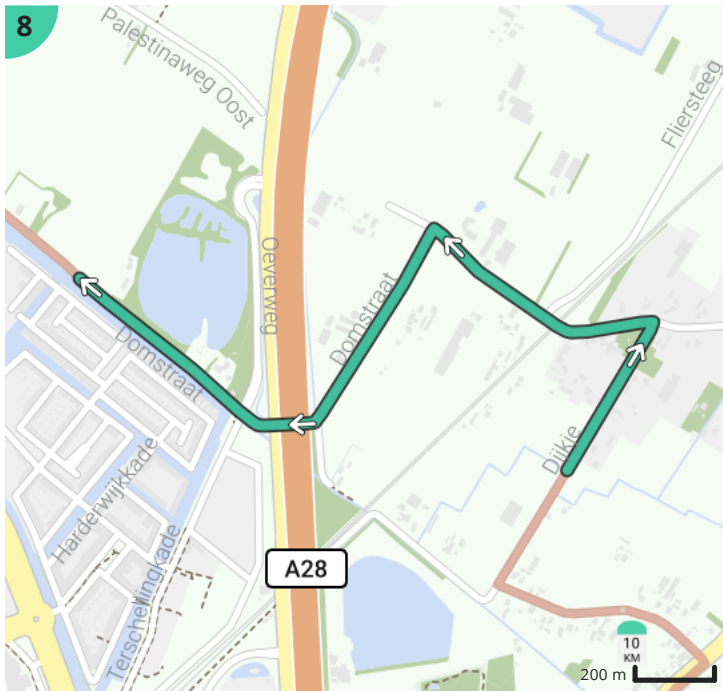 8
Palestinaweg Oost
Fliersteeg
Oeverweg
Domstraat
Domstraat
Dijkje
Harderwijkkade
Terschellingkade
A28
10
KM
200 m